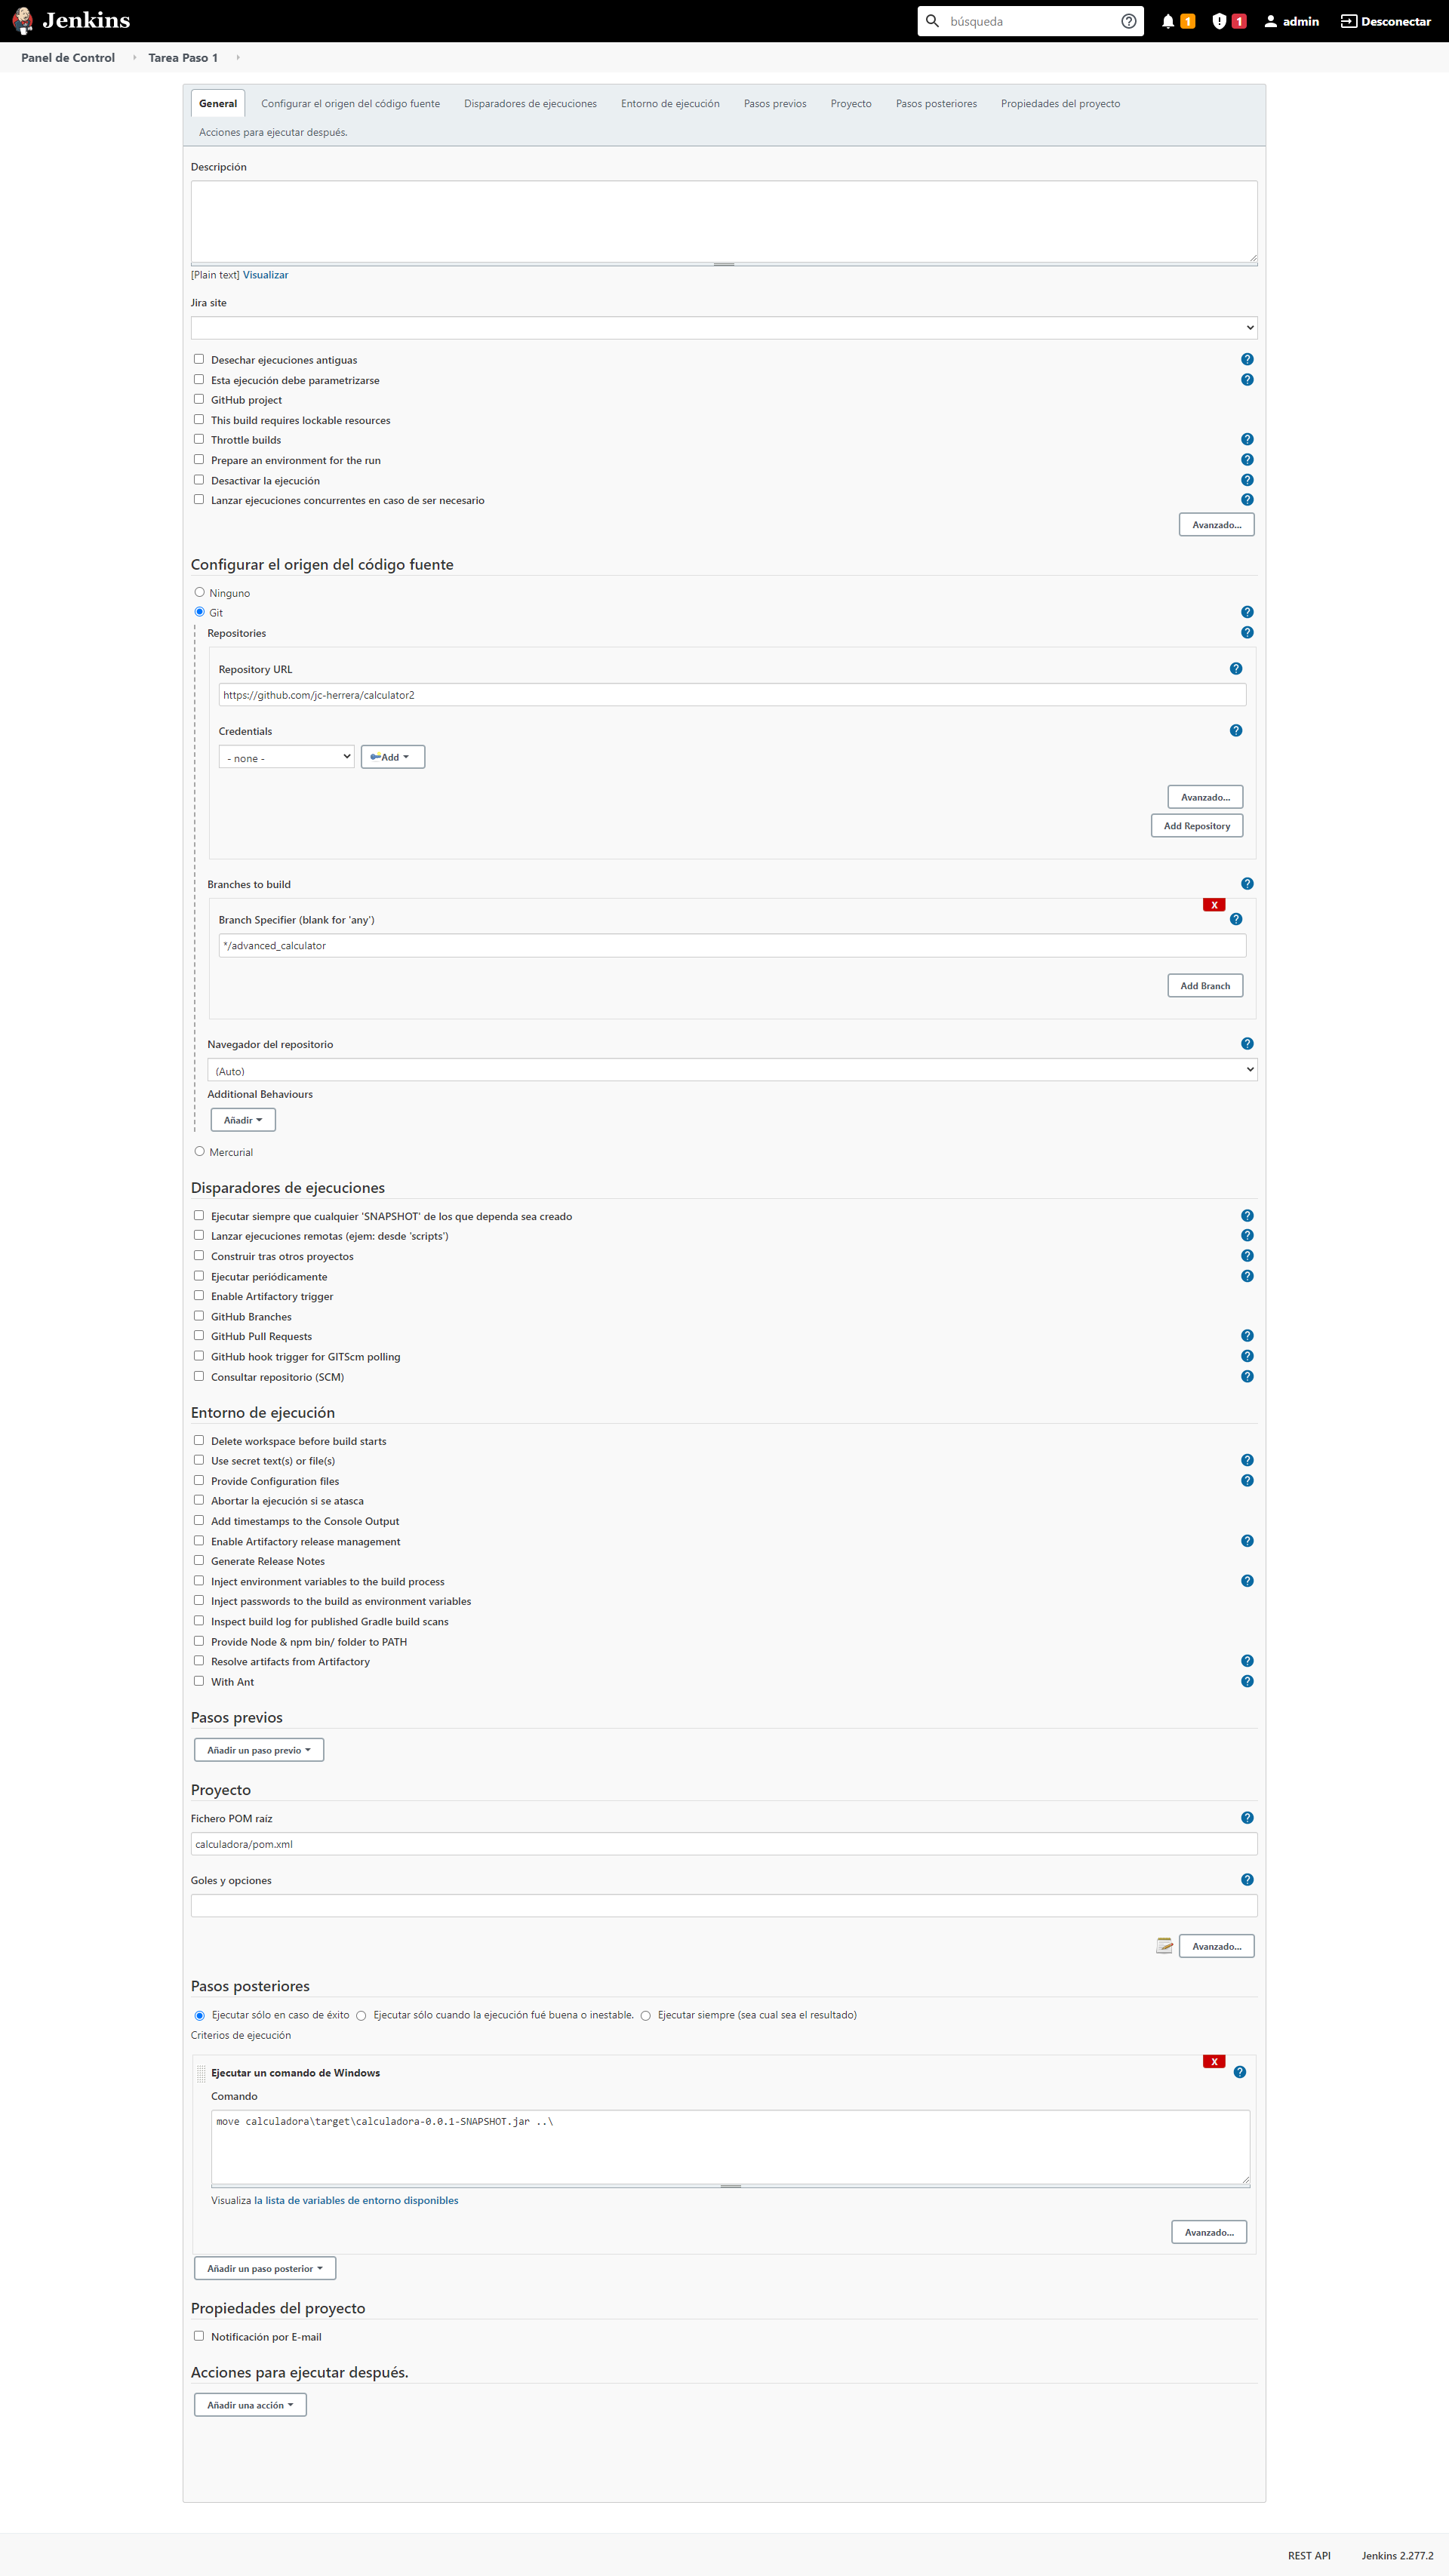 Jenkins
búsqueda
1
1
admin
Desconectar
Panel de Control
Tarea Paso 1
General
Configurar el origen del código fuente
Disparadores de ejecuciones
Entorno de ejecución
Pasos previos
Proyecto
Pasos posteriores
Propiedades del proyecto
Acciones para ejecutar después.
Descripción
[Plain text] Visualizar
Jira site
Desechar ejecuciones antiguas
Esta ejecución debe parametrizarse
GitHub project
This build requires lockable resources
Throttle builds
Prepare an environment for the run
Desactivar la ejecución
Lanzar ejecuciones concurrentes en caso de ser necesario
Avanzado...
Configurar el origen del código fuente
Ninguno
Git
Repositories
Repository URL
https://github.com/jc-herrera/calculator2
Credentials
- none -
Add
Avanzado...
Add Repository
Branches to build
X
Branch Specifier (blank for 'any')
*/advanced_calculator
Add Branch
Navegador del repositorio
(Auto)
Additional Behaviours
Añadir
Mercurial
Disparadores de ejecuciones
Ejecutar siempre que cualquier 'SNAPSHOT' de los que dependa sea creado
Lanzar ejecuciones remotas (ejem: desde 'scripts')
Construir tras otros proyectos
Ejecutar periódicamente
Enable Artifactory trigger
GitHub Branches
GitHub Pull Requests
GitHub hook trigger for GITScm polling
Consultar repositorio (SCM)
Entorno de ejecución
Delete workspace before build starts
Use secret text(s) or file(s)
Provide Configuration files
Abortar la ejecución si se atasca
Add timestamps to the Console Output
Enable Artifactory release management
Generate Release Notes
Inject environment variables to the build process
Inject passwords to the build as environment variables
Inspect build log for published Gradle build scans
Provide Node & npm bin/ folder to PATH
Resolve artifacts from Artifactory
With Ant
Pasos previos
Añadir un paso previo
Proyecto
Fichero POM raíz
calculadora/pom.xml
Goles y opciones
Avanzado...
Pasos posteriores
Ejecutar sólo en caso de éxito
Ejecutar sólo cuando la ejecución fué buena o inestable.
Ejecutar siempre (sea cual sea el resultado)
Criterios de ejecución
X
Ejecutar un comando de Windows
Comando
move calculadora\target\calculadora-0.0.1-SNAPSHOT.jar ..\
Visualiza la lista de variables de entorno disponibles
Avanzado...
Añadir un paso posterior
Propiedades del proyecto
Notificación por E-mail
Acciones para ejecutar después.
Añadir una acción
REST API
Jenkins 2.277.2